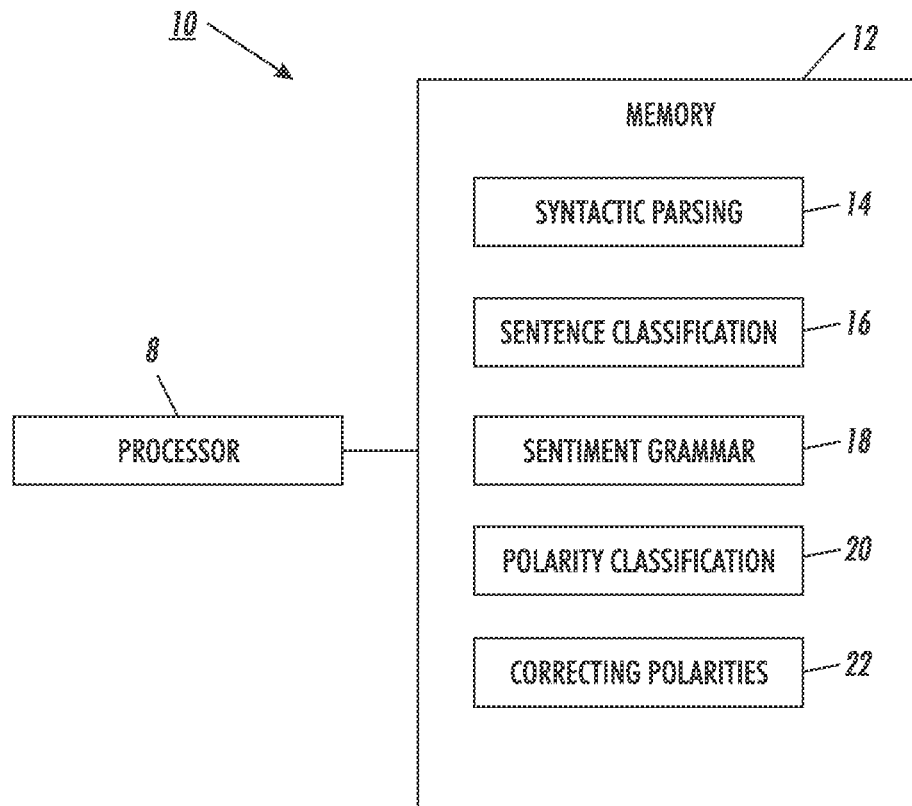 10
12
MEMORY
SYNTACTIC PARSING
14
SENTENCE CLASSIFICATION
16
8
PROCESSOR
SENTIMENT GRAMMAR
18
POLARITY CLASSIFICATION
20
CORRECTING POLARITIES
22